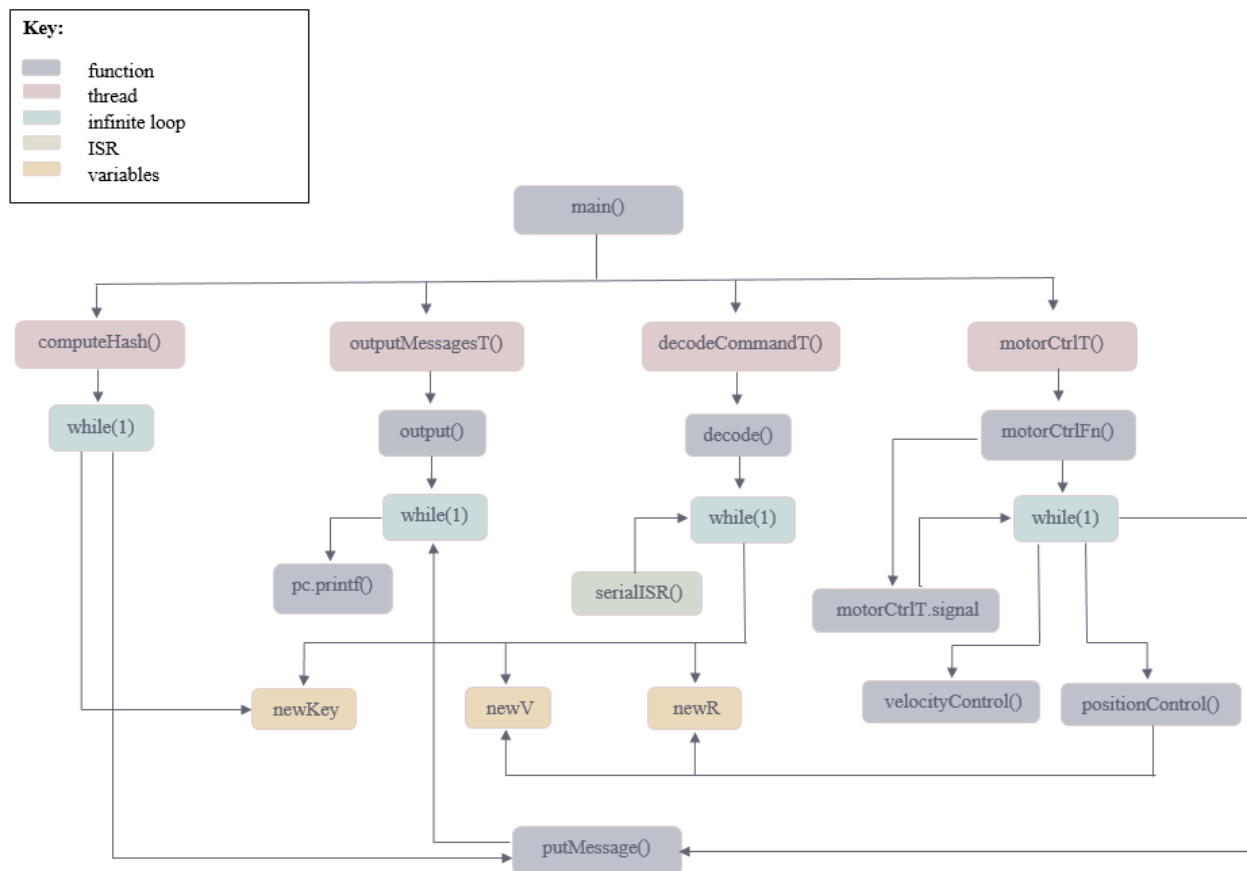 Key:
function
thread
infinite loop
ISR
variables
main()
computeHash()
outputMessagesT()
decodeCommandT()
motorCtrlT()
while(1)
output()
decode()
motorCtrlFn()
while(1)
while(1)
while(1)
pc.printf()
serialISR()
motorCtrlT.signal
newKey
newV
newR
velocityControl()
positionControl()
putMessage()